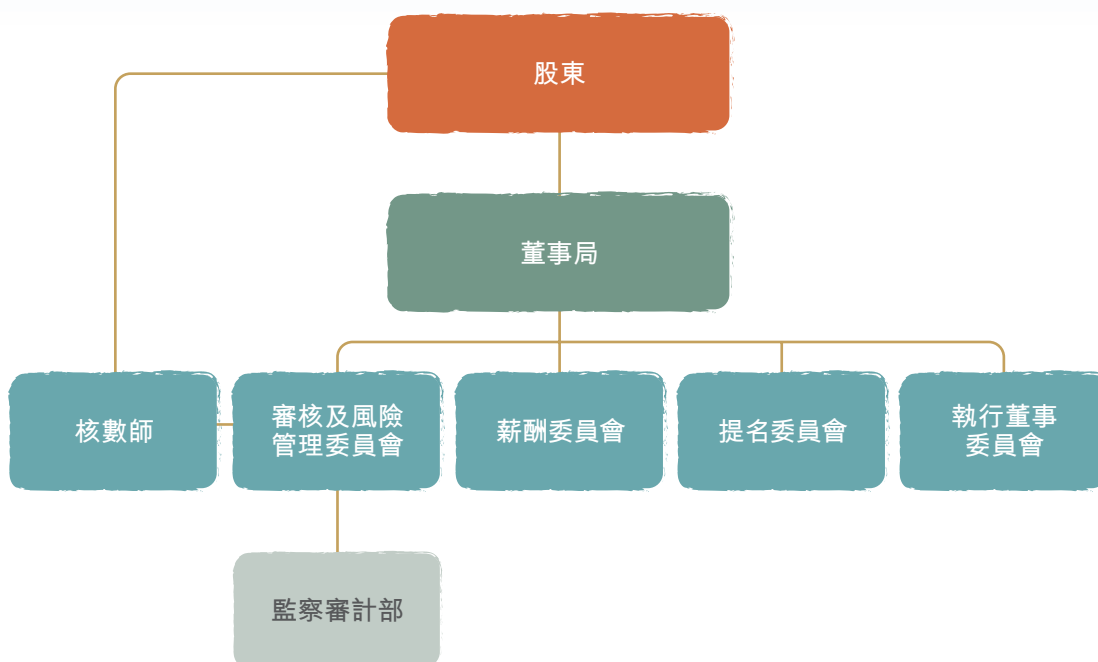 股東
董事局
核數師
審核及風險
管理委員會
薪酬委員會
提名委員會
執行董事
委員會
監察審計部